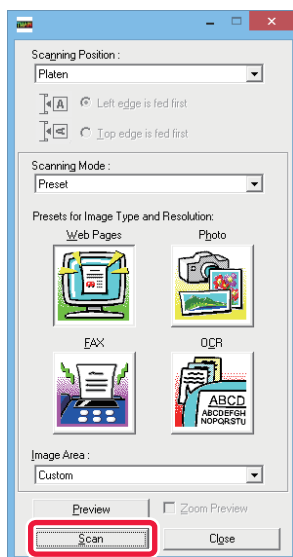 Scanning Position :
Platen
A
Left edge is fed first
A
Top edge is fed first
Scanning Mode :
Preset
Presets for Image Type and Resolution:
Web Pages Photo
FAX OCR
ABCD
ABCDEFGH
NOPQRSTU
Image Area :
Custom
Preview Zoom Preview
Scan Close